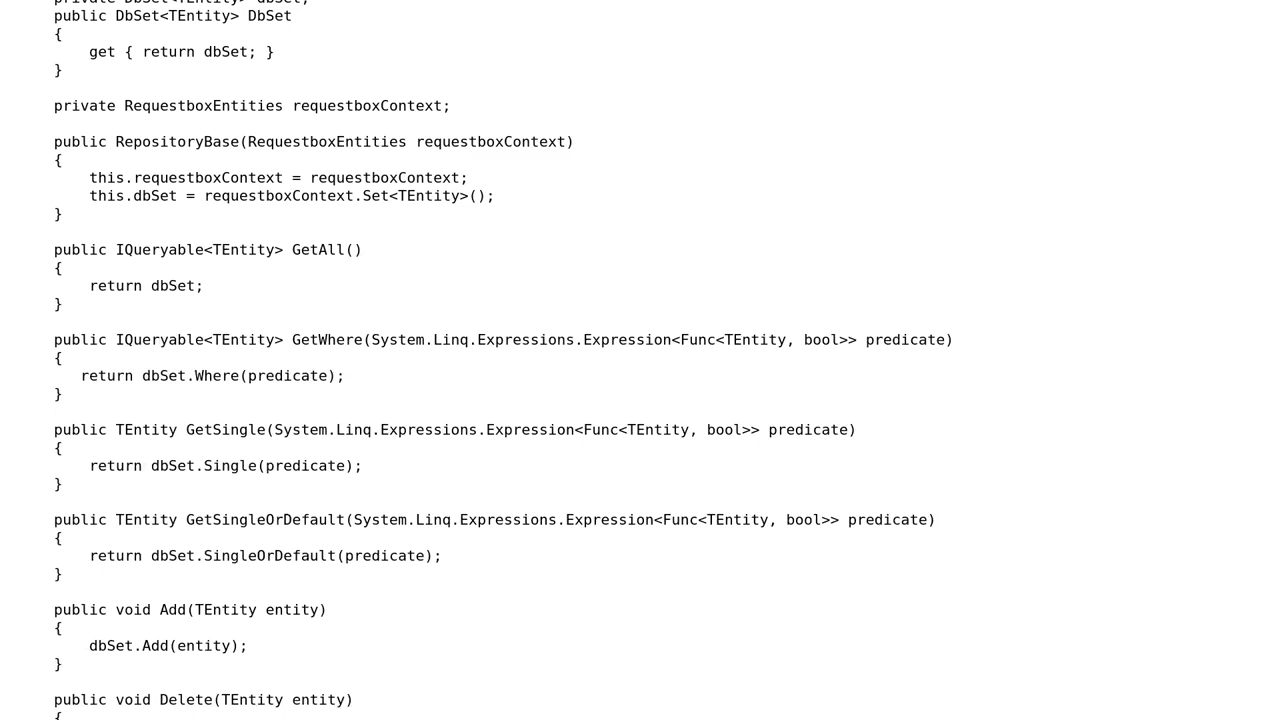 private DbSet<TEntity> dbSet;
public DbSet<TEntity> DbSet
{
    get { return dbSet; }
}

private RequestboxEntities requestboxContext;

public RepositoryBase(RequestboxEntities requestboxContext)
{
    this.requestboxContext = requestboxContext;
    this.dbSet = requestboxContext.Set<TEntity>();
}

public IQueryable<TEntity> GetAll()
{
    return dbSet;
}

public IQueryable<TEntity> GetWhere(System.Linq.Expressions.Expression<Func<TEntity, bool>> predicate)
{
   return dbSet.Where(predicate);
}

public TEntity GetSingle(System.Linq.Expressions.Expression<Func<TEntity, bool>> predicate)
{
    return dbSet.Single(predicate);
}

public TEntity GetSingleOrDefault(System.Linq.Expressions.Expression<Func<TEntity, bool>> predicate)
{
    return dbSet.SingleOrDefault(predicate);
}

public void Add(TEntity entity)
{
    dbSet.Add(entity);
}

public void Delete(TEntity entity)
{